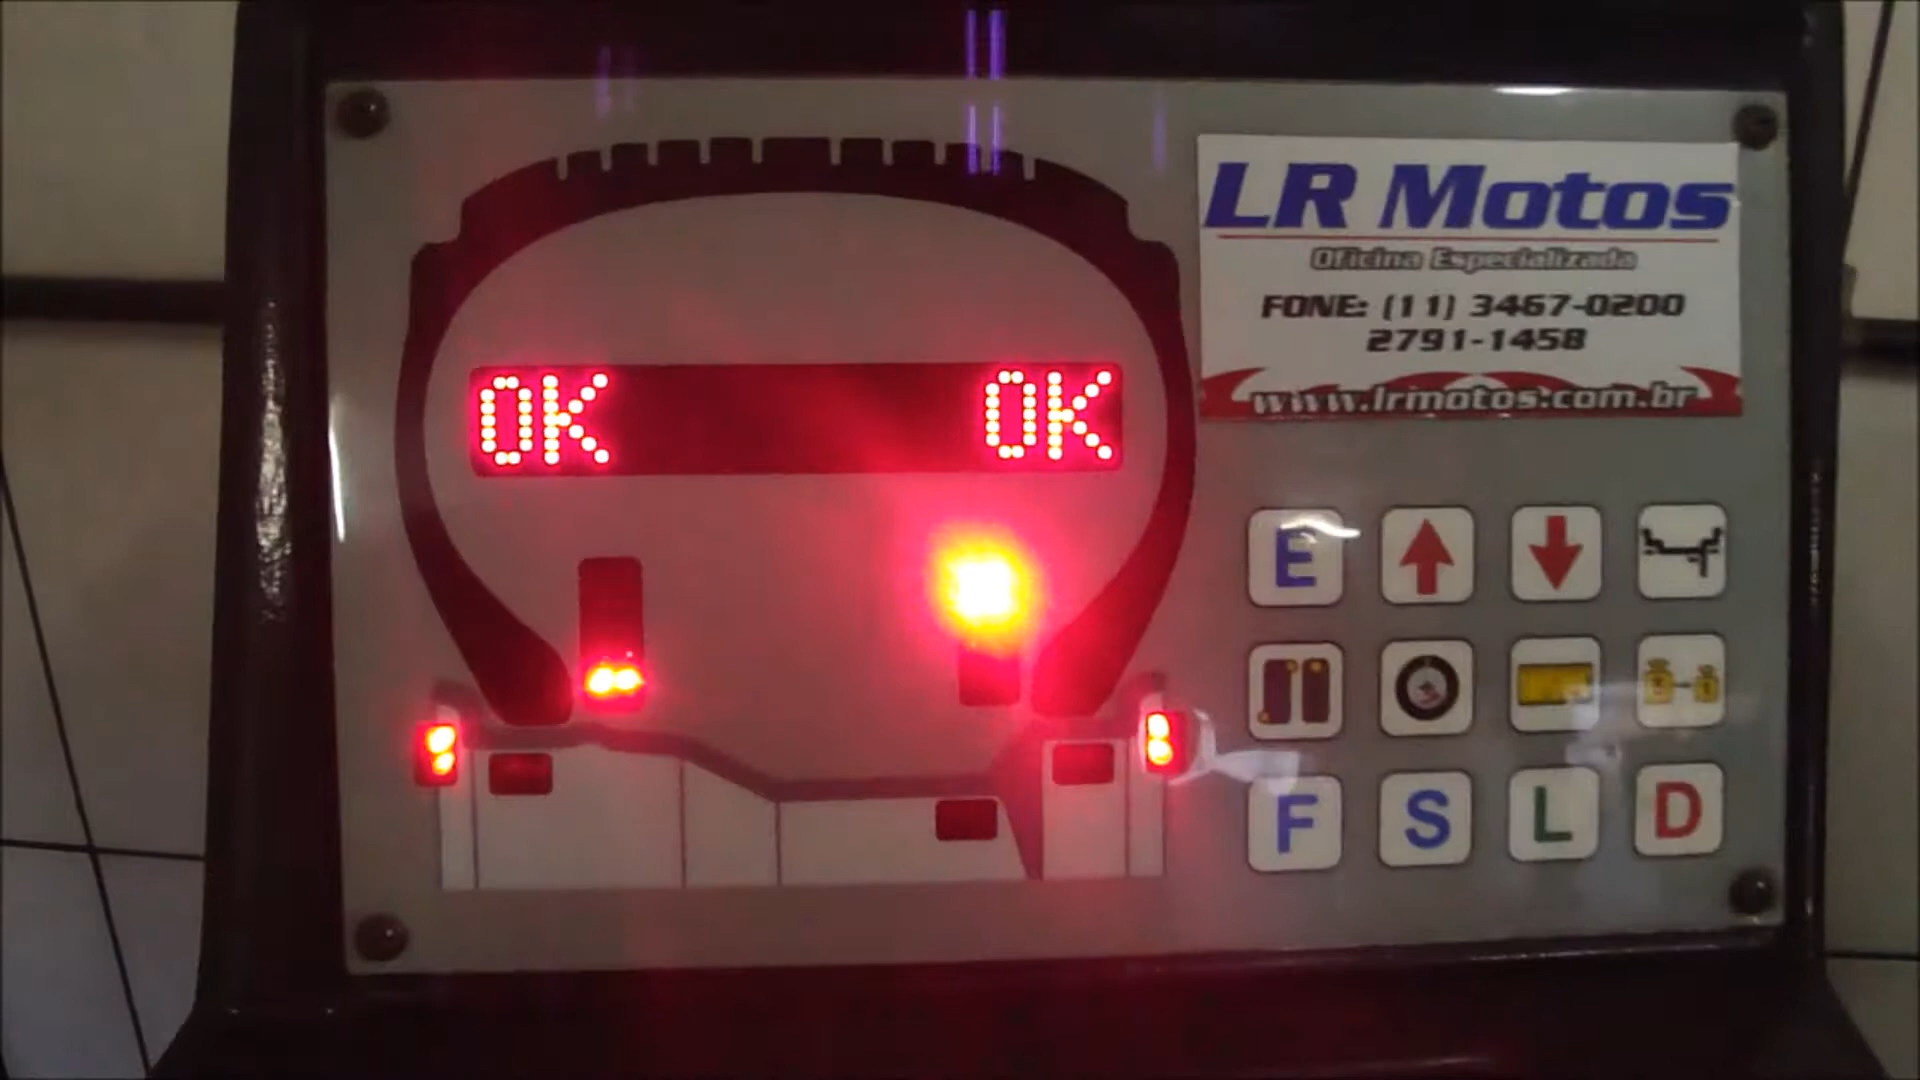 LR Motos
Oficina Especializada
FONE: (11) 3467-0200
2791-1458
www.lrmotos.com.br
OK OK
E
F S L D